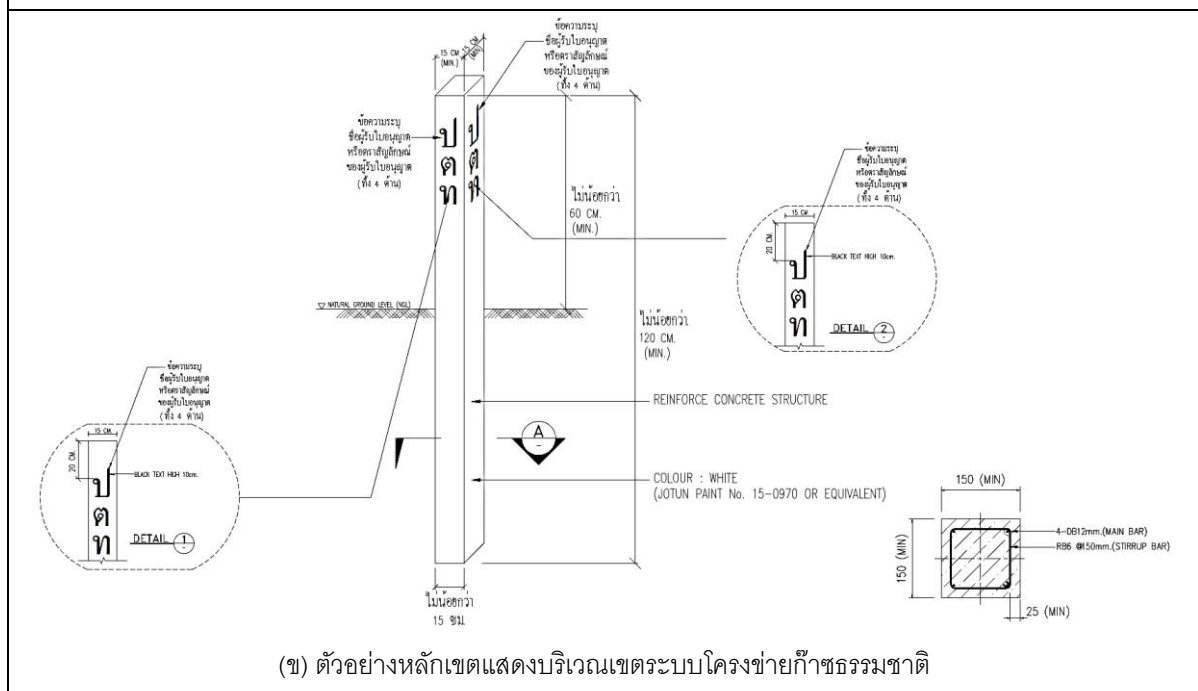 ข้อความระบุ
ชื่อผู้รับใบอนุญาต
หรือตราสัญลักษณ์
ของผู้รับใบอนุญาต
(ทั้ง 4 ด้าน)
15 CM
(MIN.)
15 CM.
(MIN)
ข้อความระบุ
ชื่อผู้รับใบอนุญาต
หรือตราสัญลักษณ์
ของผู้รับใบอนุญาต
(ทั้ง 4 ด้าน)
ป
ต
ท
ป
ต
ท
ไม่น้อยกว่า
60 CM.
(MIN.)
NATURAL GROUND LEVEL (NGL)
ไม่น้อยกว่า
120 CM.
(MIN.)
ข้อความระบุ
ชื่อผู้รับใบอนุญาต
หรือตราสัญลักษณ์
ของผู้รับใบอนุญาต
(ทั้ง 4 ด้าน)
15 CM
20 CM.
BLACK TEXT HIGH 10cm.
ป
ต
ท
DETAIL 2
-
ข้อความระบุ
ชื่อผู้รับใบอนุญาต
หรือตราสัญลักษณ์
ของผู้รับใบอนุญาต
(ทั้ง 4 ด้าน)
15 CM.
20 CM.
BLACK TEXT HIGH 10cm.
ป
ต
ท
DETAIL 1
-
REINFORCE CONCRETE STRUCTURE
A
-
COLOUR : WHITE
(JOTUN PAINT No. 15-0970 OR EQUIVALENT)
ไม่น้อยกว่า
15 ซม.
150 (MIN)
150 (MIN)
4-DB12mm.(MAIN BAR)
RB6 @150mm.(STIRRUP BAR)
25 (MIN)
(ข) ตัวอย่างหลักเขตแสดงบริเวณเขตระบบโครงข่ายก๊าซธรรมชาติ